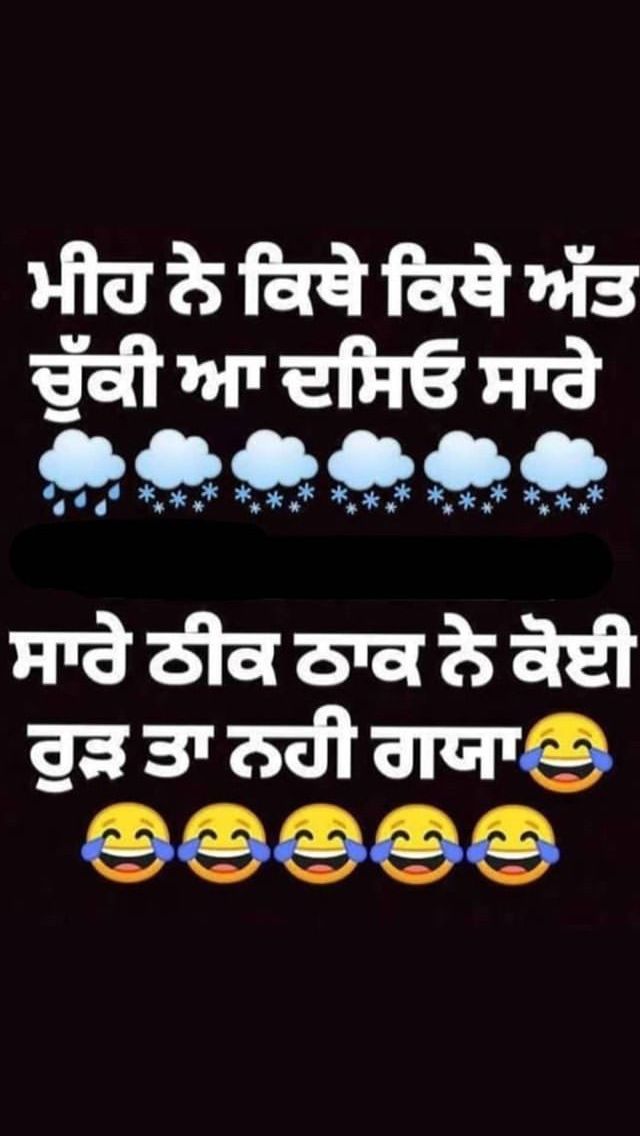 ਮੀਹ ਨੇ ਕਿਥੇ ਕਿਥੇ ਅੱਤ
ਚੁੱਕੀ ਆ ਦਸਿਓ ਸਾਰੇ
🌧️🌨️🌨️🌨️🌨️🌨️
ਸਾਰੇ ਠੀਕ ਠਾਕ ਨੇ ਕੋਈ
ਰੁੜ ਤਾ ਨਹੀ ਗਯਾ😂
😂😂😂😂😂